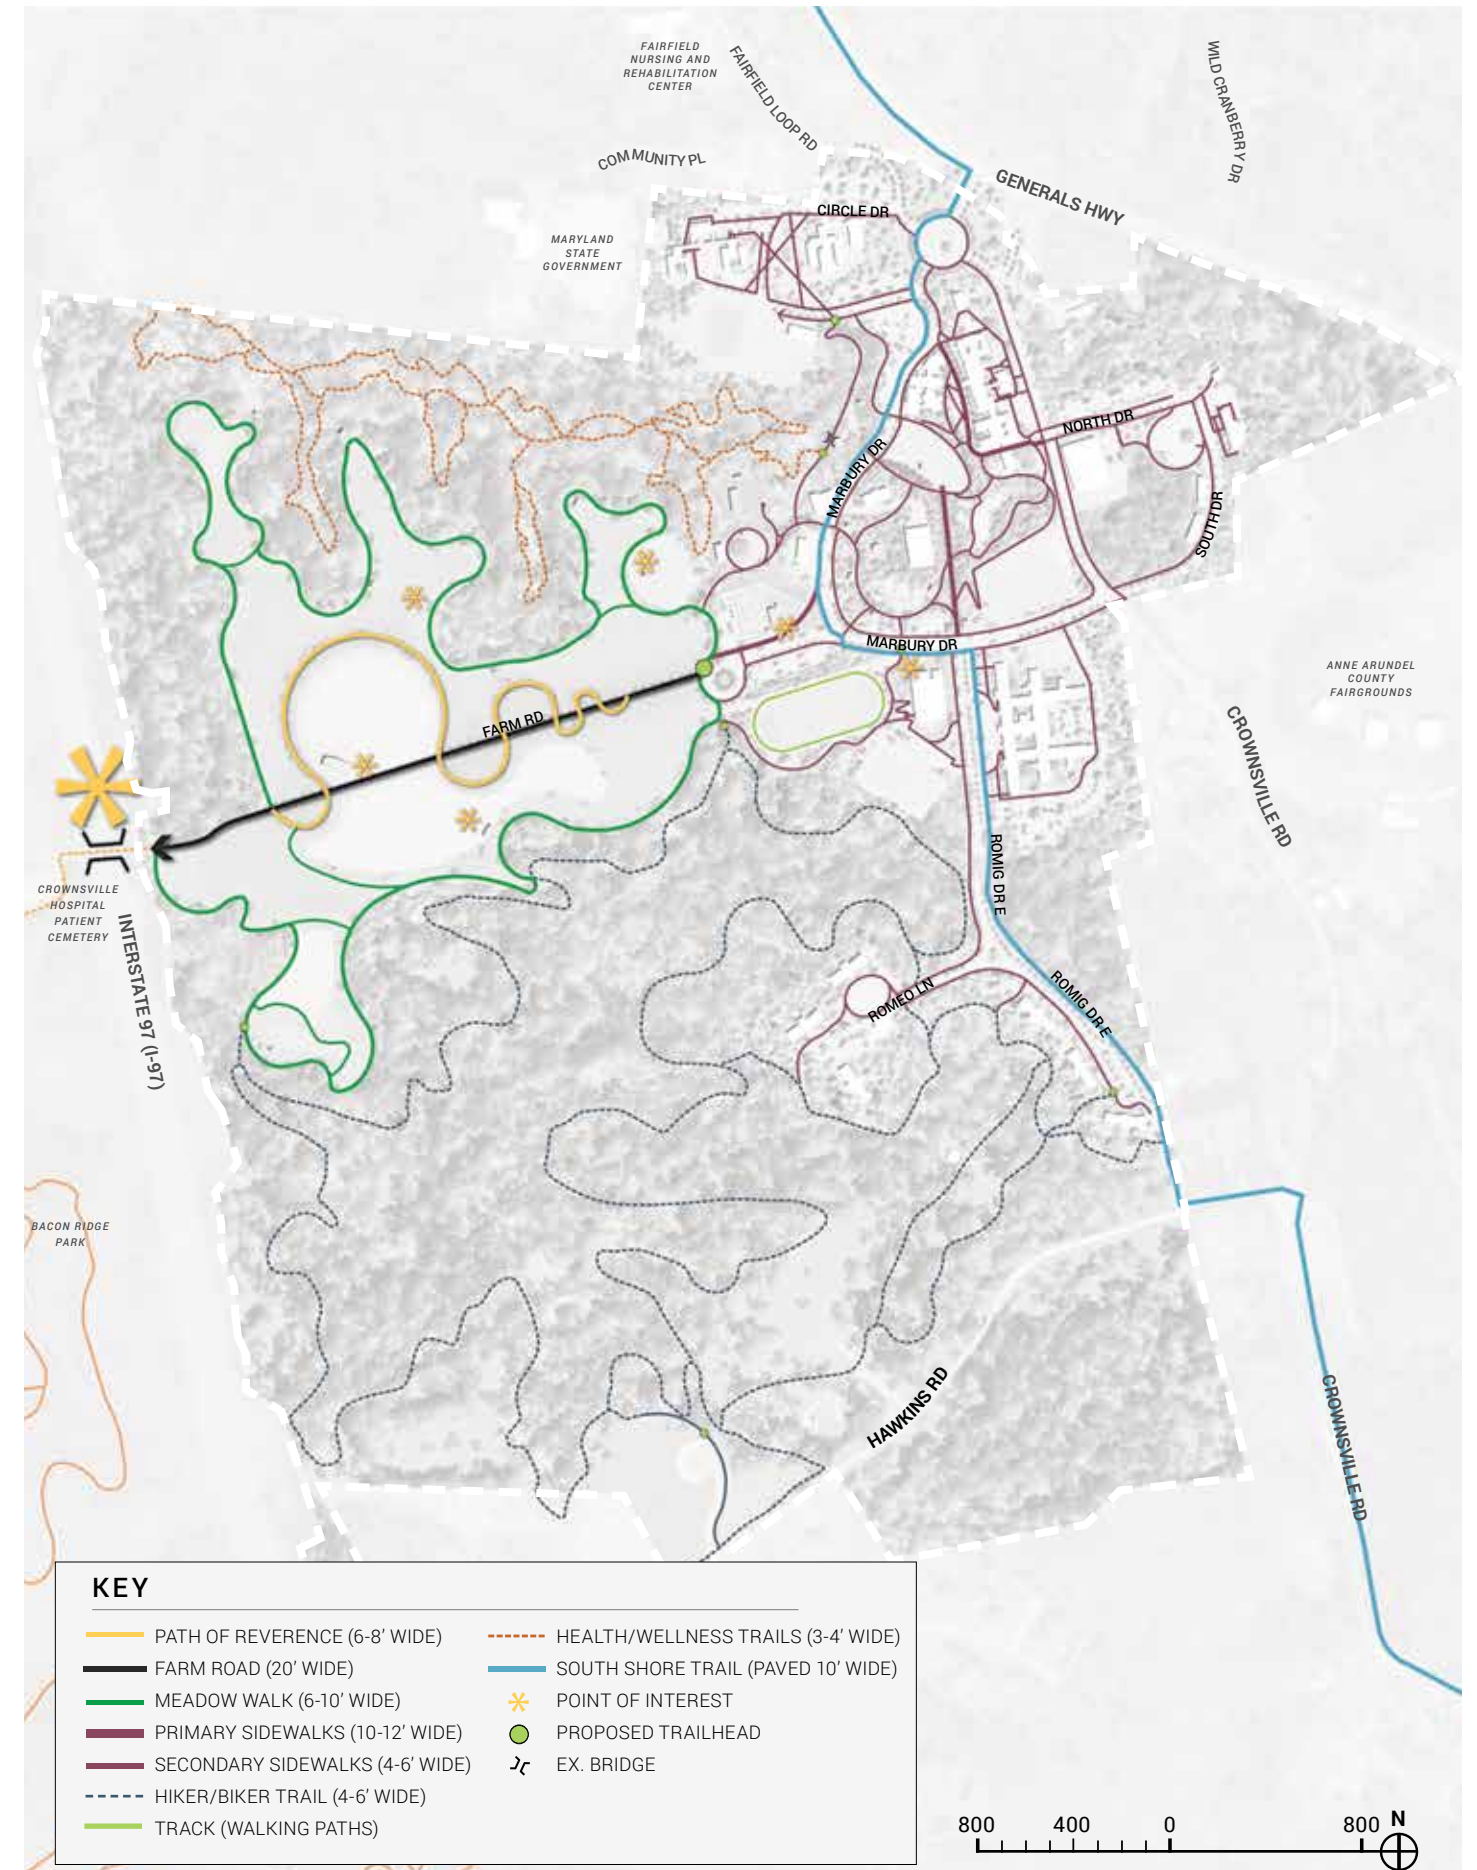 FAIRFIELD
NURSING AND
REHABILITATION
CENTER
FAIRFIELD LOOP RD
WILD CRANBERRY DR
COMMUNITY PL
GENERALS HWY
CIRCLE DR
MARYLAND
STATE
GOVERNMENT
NORTH DR
MARBURY DR
SOUTH DR
MARBURY DR
ANNE ARUNDEL
COUNTY
FAIRGROUNDS
FARM RD
CROWNSVILLE RD
ROMIG DR E
CROWNSVILLE
HOSPITAL
PATIENT
CEMETERY
INTERSTATE 97 (I-97)
ROMEO LN
ROMIG DR E
BACON RIDGE
PARK
HAWKINS RD
CROWNSVILLE RD
KEY
PATH OF REVERENCE (6-8' WIDE)
FARM ROAD (20' WIDE)
MEADOW WALK (6-10' WIDE)
PRIMARY SIDEWALKS (10-12' WIDE)
SECONDARY SIDEWALKS (4-6' WIDE)
HIKER/BIKER TRAIL (4-6' WIDE)
TRACK (WALKING PATHS)
HEALTH/WELLNESS TRAILS (3-4' WIDE)
SOUTH SHORE TRAIL (PAVED 10' WIDE)
POINT OF INTEREST
PROPOSED TRAILHEAD
EX. BRIDGE
800 400 0 800 N